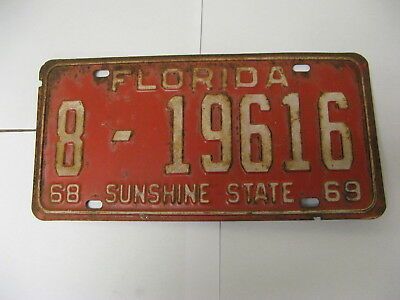 FLORIDA
8 - 19616
68 SUNSHINE STATE 69